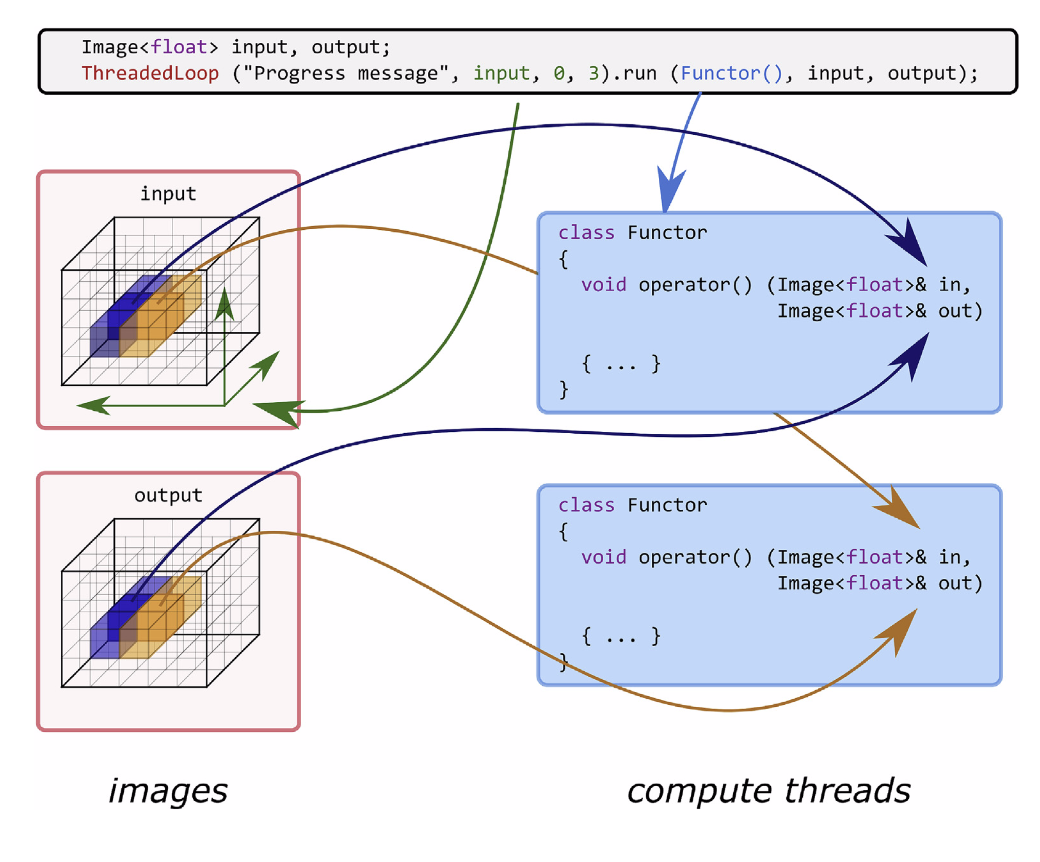 Image<float> input, output;
ThreadedLoop ("Progress message", input, 0, 3).run (Functor(), input, output);
input
class Functor
{
void operator() (Image<float>& in,
Image<float>& out)
{ ... }
}
output
class Functor
{
void operator() (Image<float>& in,
Image<float>& out)
{ ... }
}
images
compute threads